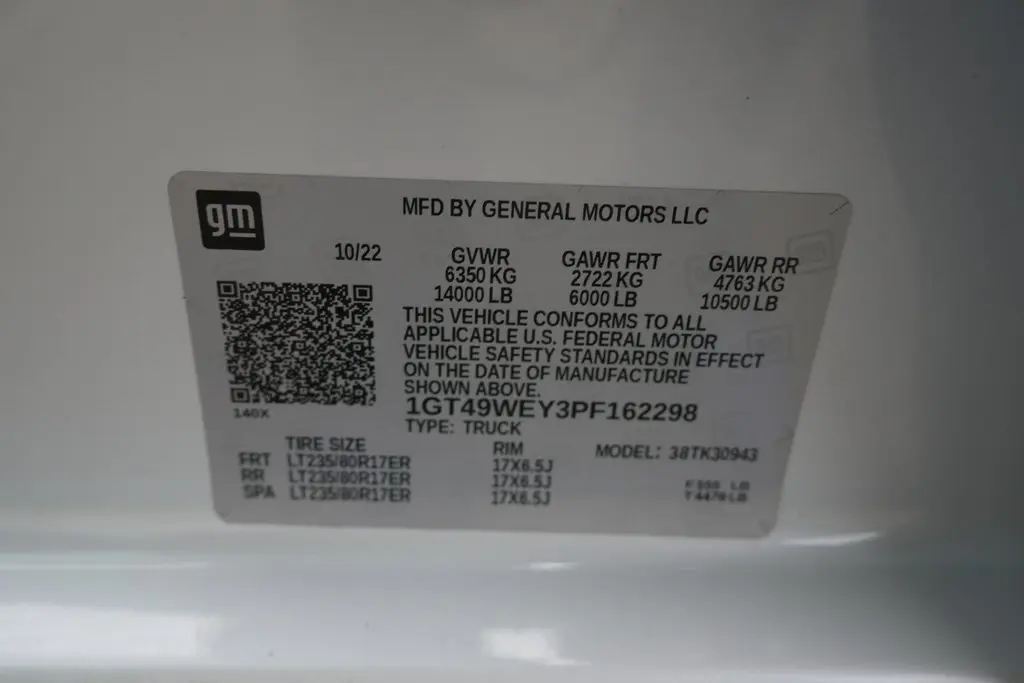 gm
MFD BY GENERAL MOTORS LLC
10/22 GVWR GAWR FRT GAWR RR
6350 KG 2722 KG 4763 KG
14000 LB 6000 LB 10500 LB
THIS VEHICLE CONFORMS TO ALL
APPLICABLE U.S. FEDERAL MOTOR
VEHICLE SAFETY STANDARDS IN EFFECT
ON THE DATE OF MANUFACTURE
SHOWN ABOVE.
140X
1GT49WEY3PF162298
TYPE: TRUCK
TIRE SIZE RIM MODEL: 38TK30943
FRT LT235/80R17ER 17X6.5J
RR LT235/80R17ER 17X6.5J
SPA LT235/80R17ER 17X6.5J
LB
T 4479 LB